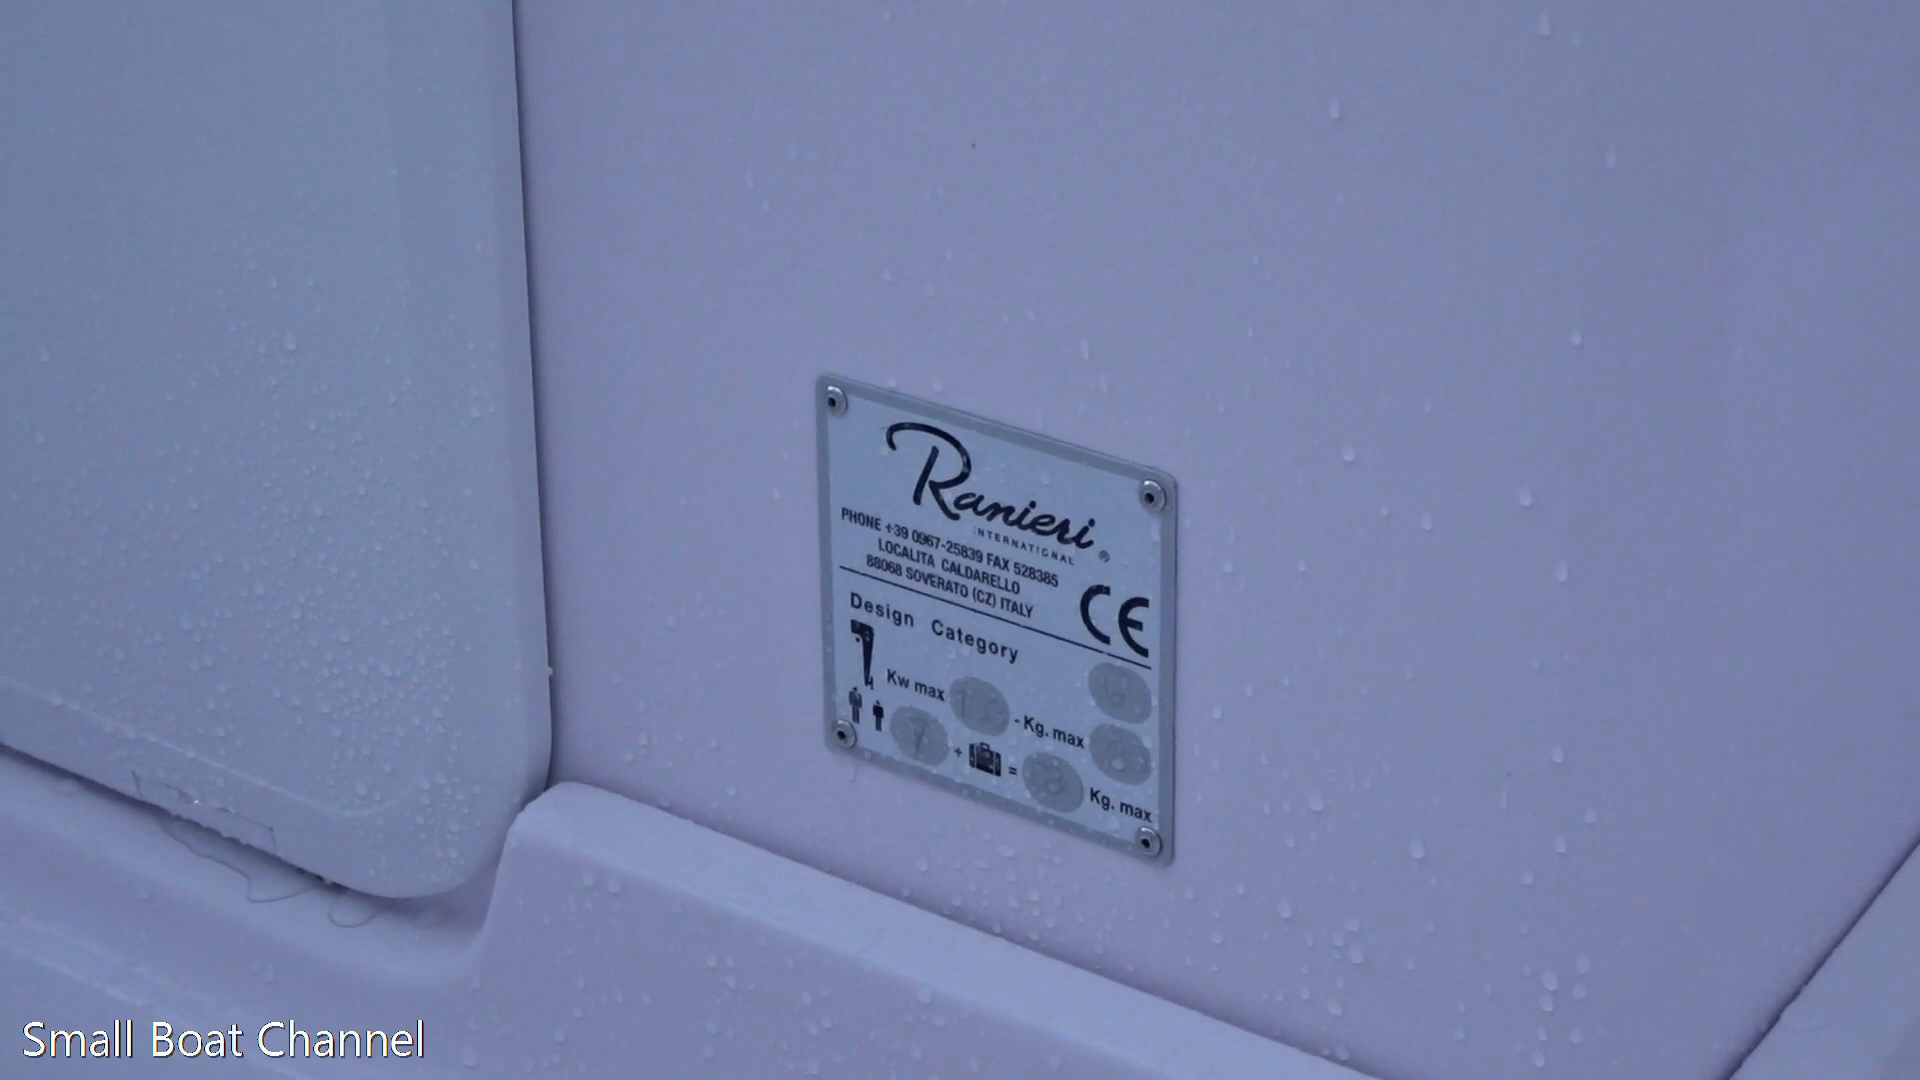 Ranieri
INTERNATIONAL ®
PHONE +39 0967-25839 FAX 528385
LOCALITA CALDARELLO
88068 SOVERATO (CZ) ITALY
CE
Design Category
Kw max - Kg. max
7 + =
Kg. max
Small Boat Channel